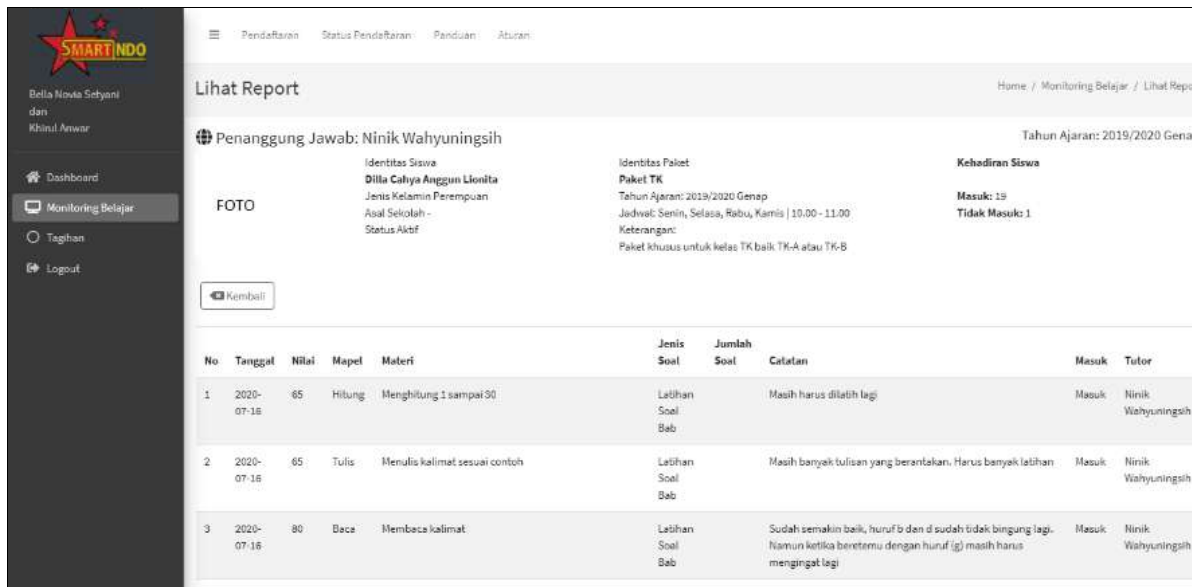 SMARTINDO
Bella Novia Setyani
dan
Khirul Anwar
Dashboard
Monitoring Belajar
Tagihan
Logout
Pendaftaran Status Pendaftaran Panduan Aturan
Lihat Report
Home / Monitoring Belajar / Lihat Repo
Penanggung Jawab: Ninik Wahyuningsih
Tahun Ajaran: 2019/2020 Gena
FOTO
Identitas Siswa
Dilla Cahya Anggun Lionita
Jenis Kelamin Perempuan
Asal Sekolah -
Status Aktif
Identitas Paket
Paket TK
Tahun Ajaran: 2019/2020 Genap
Jadwal: Senin, Selasa, Rabu, Kamis | 10.00 - 11.00
Keterangan:
Paket khusus untuk kelas TK baik TK-A atau TK-B
Kehadiran Siswa
Masuk: 19
Tidak Masuk: 1
Kembali
No Tanggal Nilai Mapel Materi Jenis Soal Jumlah Soal Catatan Masuk Tutor
1 2020-07-16 65 Hitung Menghitung 1 sampai 30 Latihan Soal Bab Masih harus dilatih lagi Masuk Ninik Wahyuningsih
2 2020-07-16 65 Tulis Menulis kalimat sesuai contoh Latihan Soal Bab Masih banyak tulisan yang berantakan. Harus banyak latihan Masuk Ninik Wahyuningsih
3 2020-07-16 80 Baca Membaca kalimat Latihan Soal Bab Sudah semakin baik, huruf b dan d sudah tidak bingung lagi. Namun ketika beretemu dengan huruf (g) masih harus mengingat lagi Masuk Ninik Wahyuningsih